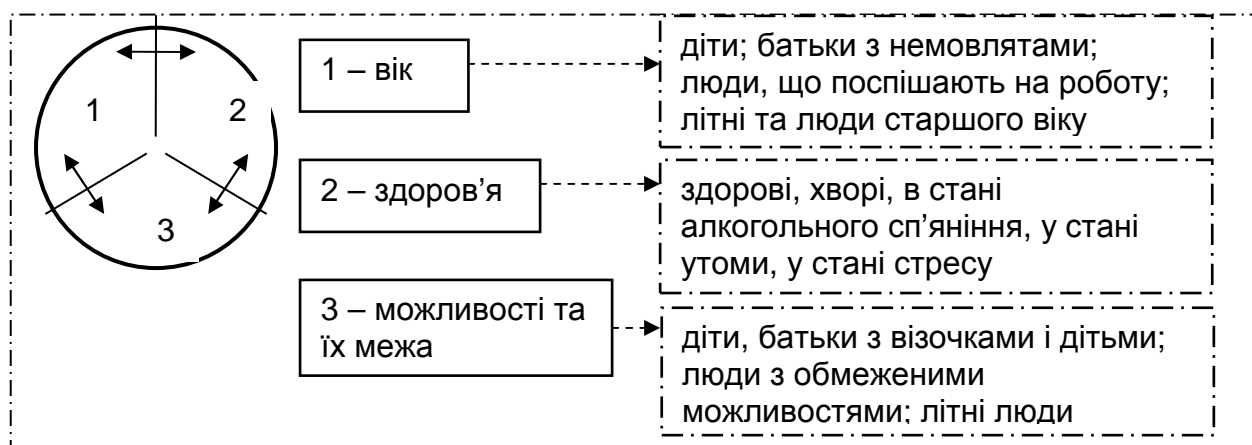 1
2
3
1 – вік
діти; батьки з немовлятами;
люди, що поспішають на роботу;
літні та люди старшого віку
2 – здоров’я
здорові, хворі, в стані
алкогольного сп’яніння, у стані
утоми, у стані стресу
3 – можливості та
їх межа
діти, батьки з візочками і дітьми;
люди з обмеженими
можливостями; літні люди